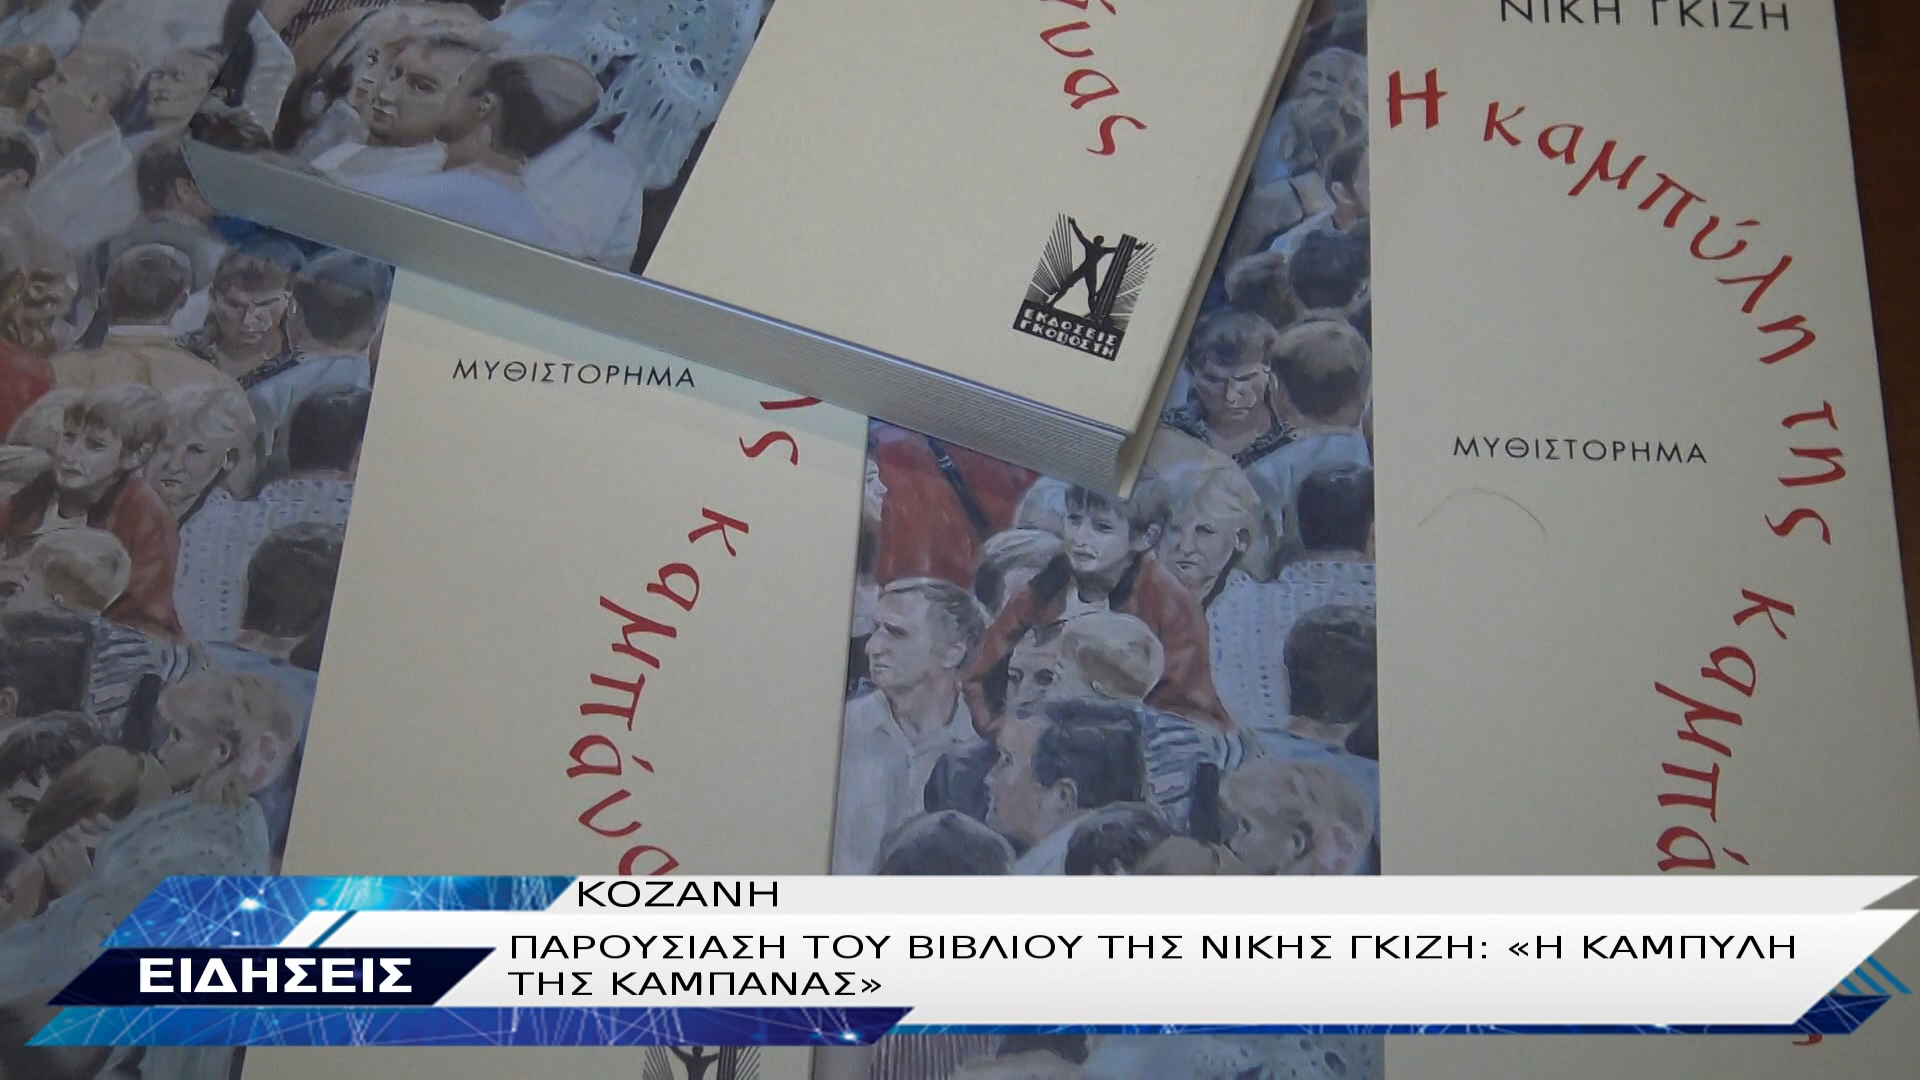 ΝΙΚΗ ΓΚΙΖΗ
Η καμπύλη της καμπά
ΜΥΘΙΣΤΟΡΗΜΑ
νας
ΕΚΔΟΣΕΙΣ
ΓΚΟΒΟΣΤΗ
ΜΥΘΙΣΤΟΡΗΜΑ
ης καμπάνα
ΚΟΖΑΝΗ
ΕΙΔΗΣΕΙΣ
ΠΑΡΟΥΣΙΑΣΗ ΤΟΥ ΒΙΒΛΙΟΥ ΤΗΣ ΝΙΚΗΣ ΓΚΙΖΗ: «Η ΚΑΜΠΥΛΗ
ΤΗΣ ΚΑΜΠΑΝΑΣ»